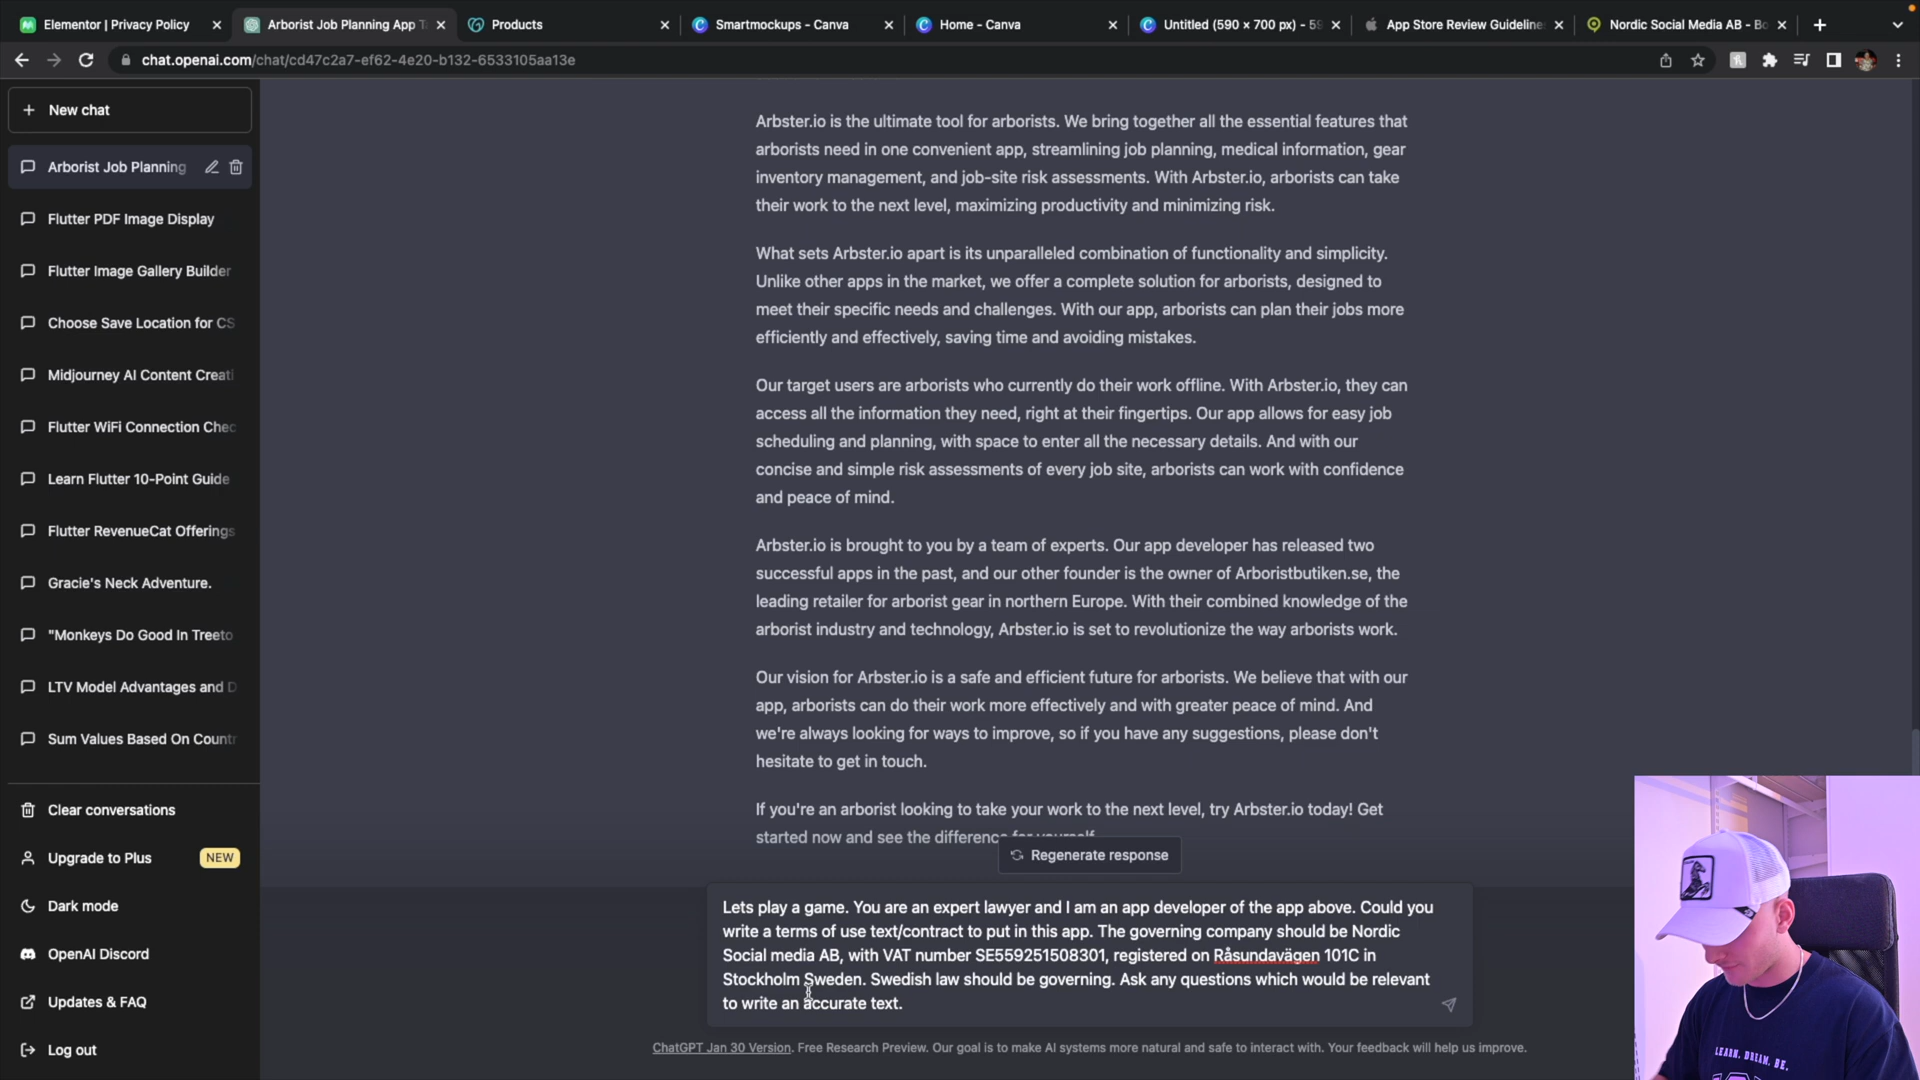 Elementor | Privacy Policy
Arborist Job Planning App T
Products
Smartmockups - Canva
Home - Canva
Untitled (590 × 700 px) - 59
App Store Review Guideline
Nordic Social Media AB - Bo
chat.openai.com/chat/cd47c2a7-ef62-4e20-b132-6533105aa13e
New chat
Arborist Job Planning
Flutter PDF Image Display
Flutter Image Gallery Builder
Choose Save Location for CS
Midjourney AI Content Creati
Flutter WiFi Connection Chec
Learn Flutter 10-Point Guide
Flutter RevenueCat Offerings
Gracie's Neck Adventure.
"Monkeys Do Good In Treeto
LTV Model Advantages and D
Sum Values Based On Countr
Clear conversations
Upgrade to Plus NEW
Dark mode
OpenAI Discord
Updates & FAQ
Log out
Arbster.io is the ultimate tool for arborists. We bring together all the essential features that
arborists need in one convenient app, streamlining job planning, medical information, gear
inventory management, and job-site risk assessments. With Arbster.io, arborists can take
their work to the next level, maximizing productivity and minimizing risk.
What sets Arbster.io apart is its unparalleled combination of functionality and simplicity.
Unlike other apps in the market, we offer a complete solution for arborists, designed to
meet their specific needs and challenges. With our app, arborists can plan their jobs more
efficiently and effectively, saving time and avoiding mistakes.
Our target users are arborists who currently do their work offline. With Arbster.io, they can
access all the information they need, right at their fingertips. Our app allows for easy job
scheduling and planning, with space to enter all the necessary details. And with our
concise and simple risk assessments of every job site, arborists can work with confidence
and peace of mind.
Arbster.io is brought to you by a team of experts. Our app developer has released two
successful apps in the past, and our other founder is the owner of Arboristbutiken.se, the
leading retailer for arborist gear in northern Europe. With their combined knowledge of the
arborist industry and technology, Arbster.io is set to revolutionize the way arborists work.
Our vision for Arbster.io is a safe and efficient future for arborists. We believe that with our
app, arborists can do their work more effectively and with greater peace of mind. And
we're always looking for ways to improve, so if you have any suggestions, please don't
hesitate to get in touch.
If you're an arborist looking to take your work to the next level, try Arbster.io today! Get
started now and see the difference for yourself.
Regenerate response
Lets play a game. You are an expert lawyer and I am an app developer of the app above. Could you
write a terms of use text/contract to put in this app. The governing company should be Nordic
Social media AB, with VAT number SE559251508301, registered on Råsundavägen 101C in
Stockholm Sweden. Swedish law should be governing. Ask any questions which would be relevant
to write an accurate text.
ChatGPT Jan 30 Version. Free Research Preview. Our goal is to make AI systems more natural and safe to interact with. Your feedback will help us improve.
LEARN. DREAM. BE.